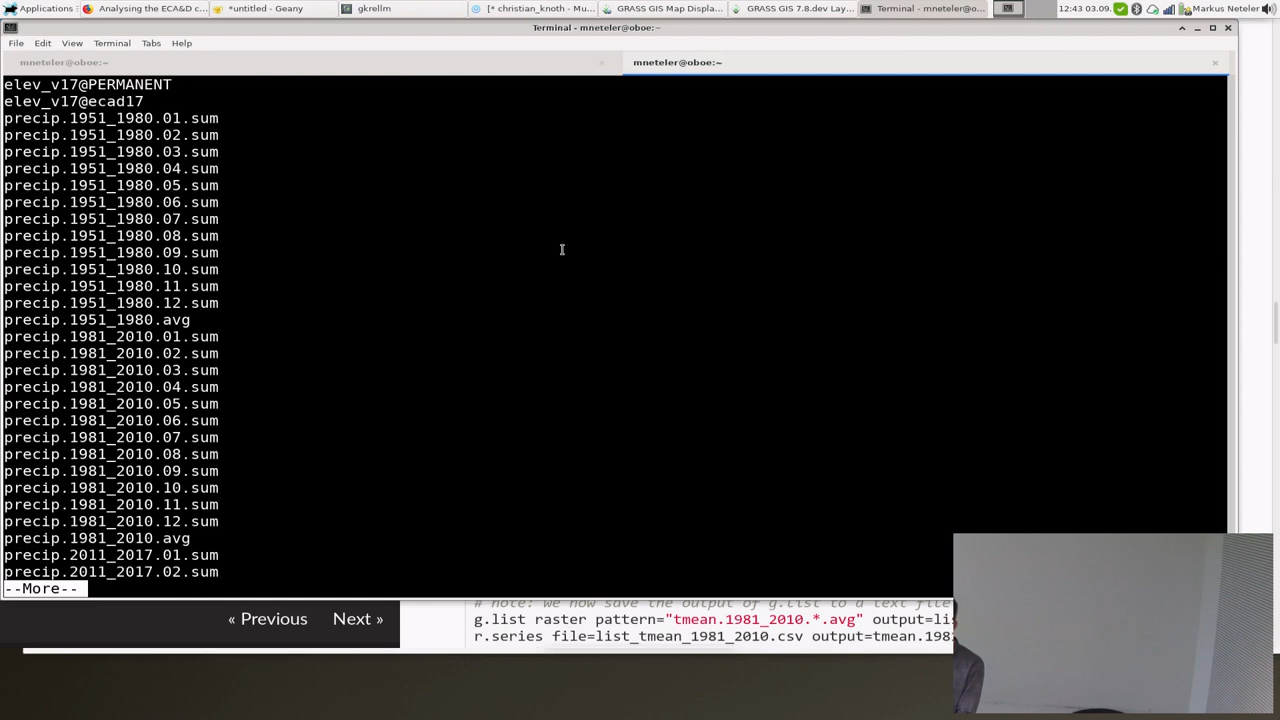 Applications Analysing the ECA&D c... *untitled - Geany gkrellm [* christian_knoth - Mu... GRASS GIS Map Displa... GRASS GIS 7.8.dev Lay... Terminal - mneteler@o... 12:43 03.09. Markus Neteler
Terminal - mneteler@oboe:~
File Edit View Terminal Tabs Help
mneteler@oboe:~ × mneteler@oboe:~ ×
elev_v17@PERMANENT
elev_v17@ecad17
precip.1951_1980.01.sum
precip.1951_1980.02.sum
precip.1951_1980.03.sum
precip.1951_1980.04.sum
precip.1951_1980.05.sum
precip.1951_1980.06.sum
precip.1951_1980.07.sum
precip.1951_1980.08.sum
precip.1951_1980.09.sum
precip.1951_1980.10.sum
precip.1951_1980.11.sum
precip.1951_1980.12.sum
precip.1951_1980.avg
precip.1981_2010.01.sum
precip.1981_2010.02.sum
precip.1981_2010.03.sum
precip.1981_2010.04.sum
precip.1981_2010.05.sum
precip.1981_2010.06.sum
precip.1981_2010.07.sum
precip.1981_2010.08.sum
precip.1981_2010.09.sum
precip.1981_2010.10.sum
precip.1981_2010.11.sum
precip.1981_2010.12.sum
precip.1981_2010.avg
precip.2011_2017.01.sum
precip.2011_2017.02.sum
--More--
# note: we now save the output of g.list to a text file
« Previous Next » g.list raster pattern="tmean.1981_2010.*.avg" output=lis
r.series file=list_tmean_1981_2010.csv output=tmean.198